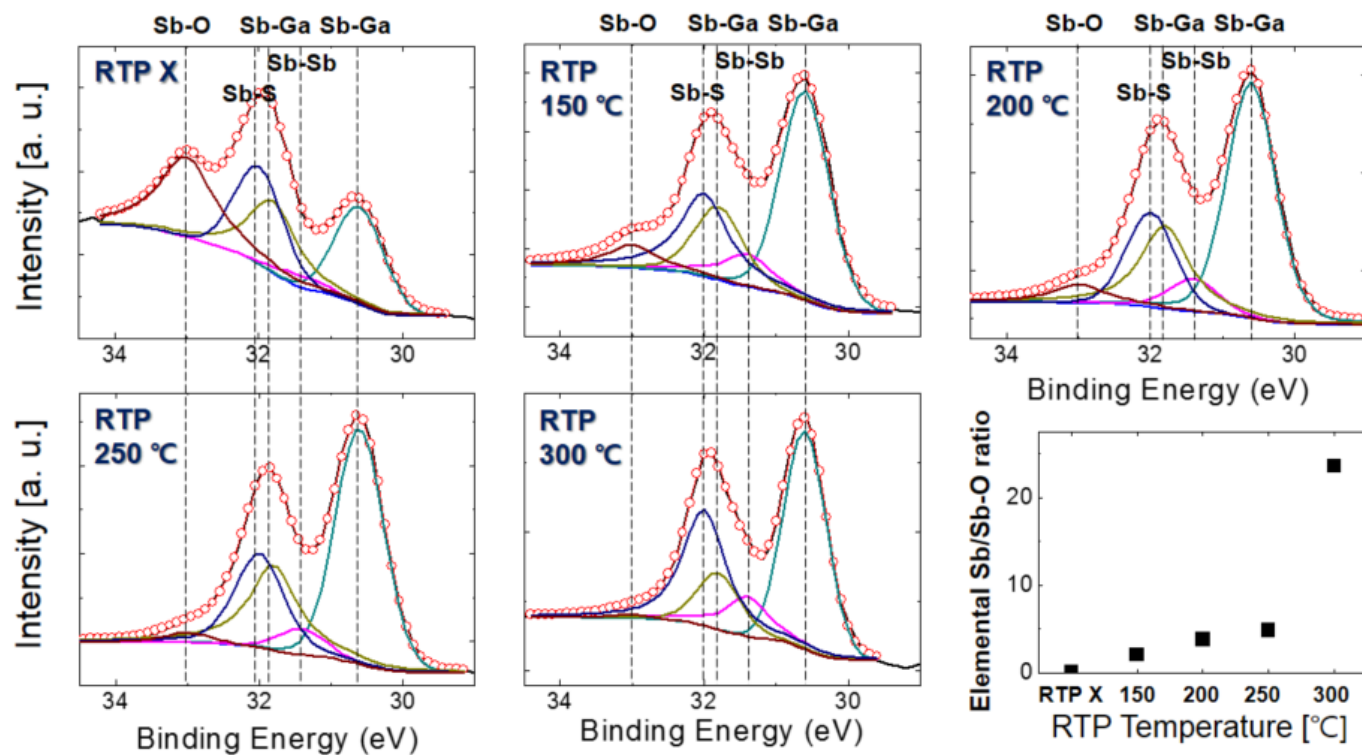 Sb-O Sb-Ga Sb-Ga
Sb-Sb
Sb-S
RTP X
Intensity [a. u.]
34 32 30
Sb-O Sb-Ga Sb-Ga
Sb-Sb
Sb-S
RTP
150 ℃
34 32 30
Sb-O Sb-Ga Sb-Ga
Sb-Sb
Sb-S
RTP
200 ℃
34 32 30
Binding Energy (eV)
RTP
250 ℃
Intensity [a. u.]
34 32 30
Binding Energy (eV)
RTP
300 ℃
34 32 30
Binding Energy (eV)
Elemental Sb/Sb-O ratio
20
10
0
RTP X 150 200 250 300
RTP Temperature [℃]